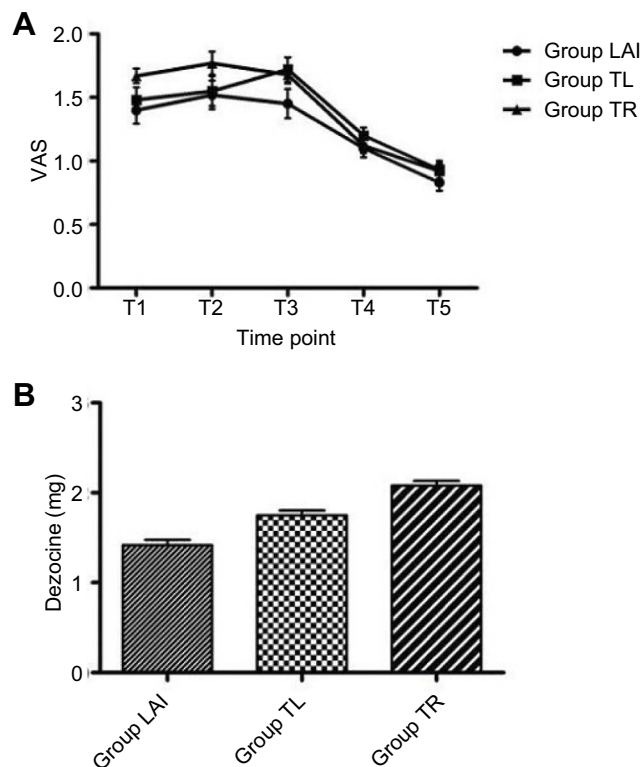 A
2.0
1.5
1.0
0.5
0.0
VAS
T1 T2 T3 T4 T5
Time point
Group LAI
Group TL
Group TR
B
3
2
1
0
Dezocine (mg)
Group LAI
Group TL
Group TR